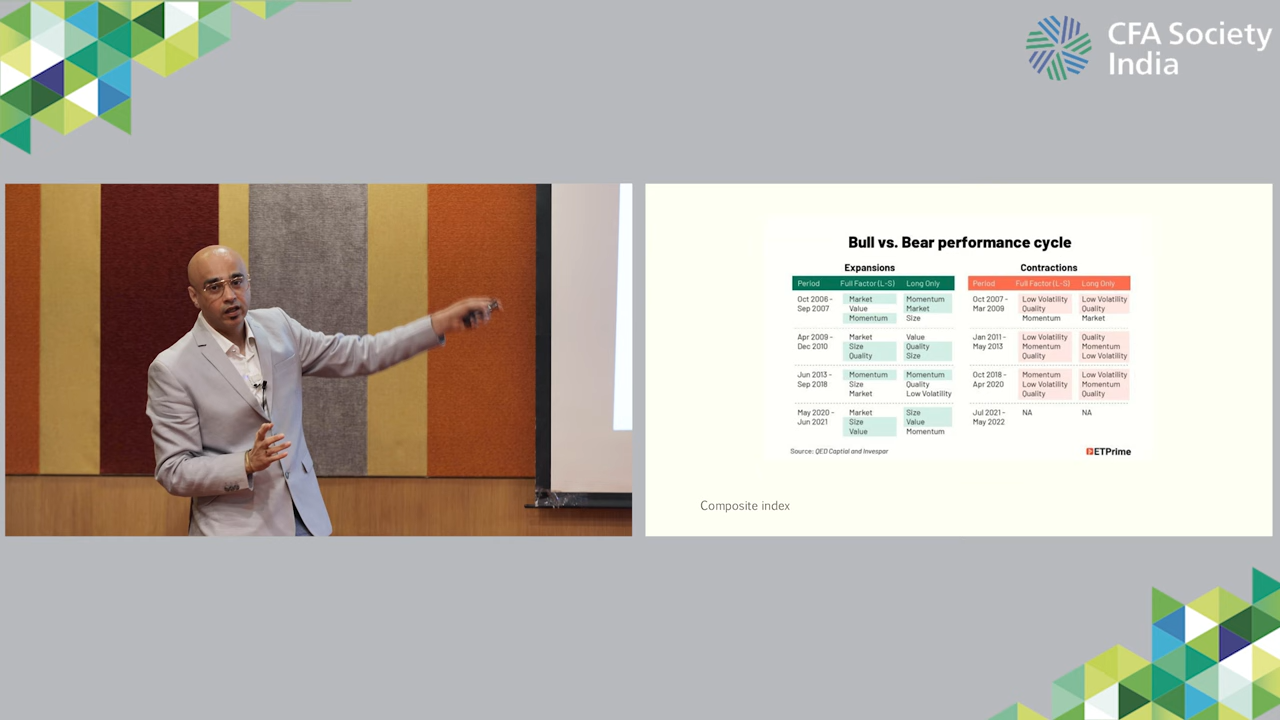 CFA Society
India
Bull vs. Bear performance cycle
Expansions
Period Full Factor (L-S) Long Only
Oct 2006 - Market Momentum
Sep 2007 Value Market
Momentum Size
Apr 2009 - Market Value
Dec 2010 Size Quality
Quality Size
Jun 2013 - Momentum Momentum
Sep 2018 Size Quality
Market Low Volatility
May 2020 - Market Size
Jun 2021 Size Value
Value Momentum
Contractions
Period Full Factor (L-S) Long Only
Oct 2007 - Low Volatility Low Volatility
Mar 2009 Quality Quality
Momentum Market
Jan 2011 - Low Volatility Quality
May 2013 Momentum Momentum
Quality Low Volatility
Oct 2018 - Momentum Low Volatility
Apr 2020 Low Volatility Momentum
Quality Quality
Jul 2021 - NA NA
May 2022
Source: QED Captial and Invespar
ETPrime
Composite index